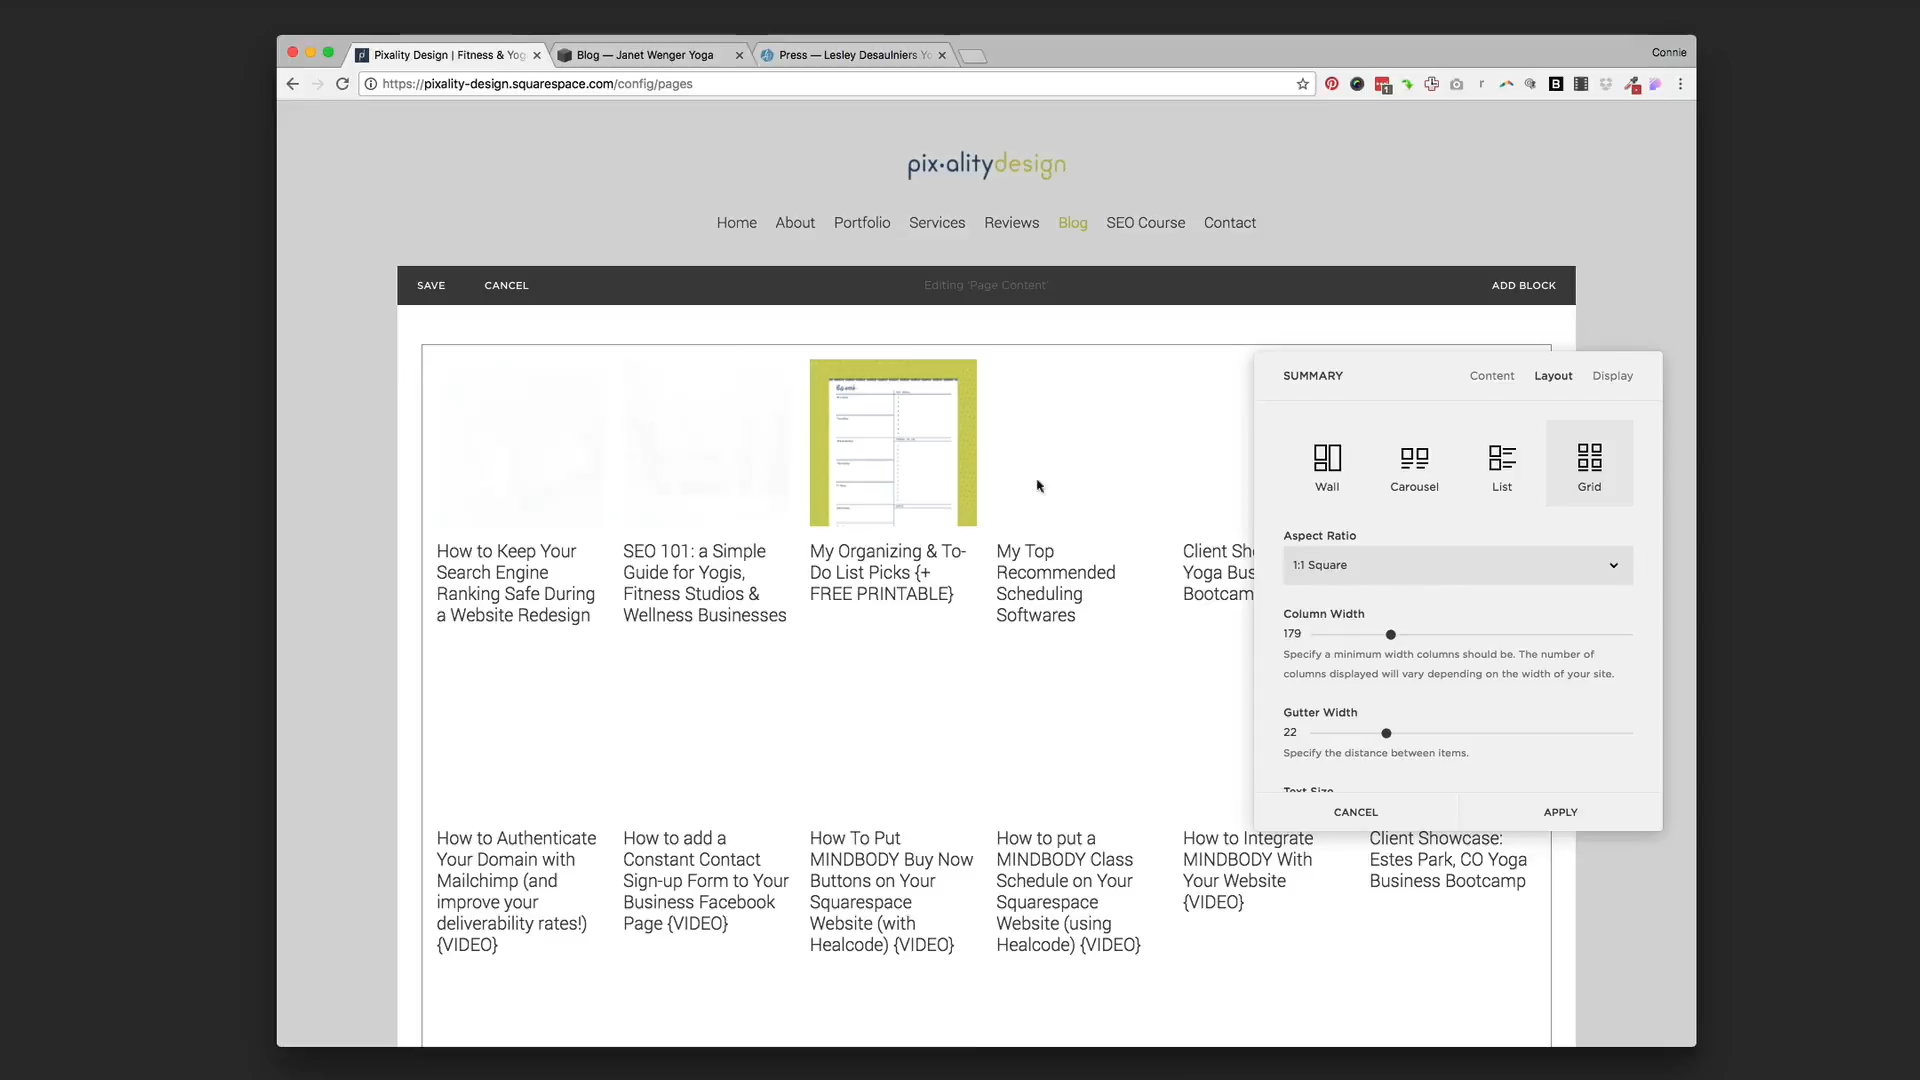 Pixality Design | Fitness & Yog
Blog — Janet Wenger Yoga
Press — Lesley Desaulniers Yo
Connie
https://pixality-design.squarespace.com/config/pages
pix·alitydesign
Home About Portfolio Services Reviews Blog SEO Course Contact
SAVE CANCEL Editing 'Page Content' ADD BLOCK
SUMMARY Content Layout Display
Wall Carousel List Grid
Aspect Ratio
1:1 Square
Column Width
179
Specify a minimum width columns should be. The number of
columns displayed will vary depending on the width of your site.
Gutter Width
22
Specify the distance between items.
Text Size
CANCEL APPLY
How to Keep Your
Search Engine
Ranking Safe During
a Website Redesign
SEO 101: a Simple
Guide for Yogis,
Fitness Studios &
Wellness Businesses
My Organizing & To-
Do List Picks {+
FREE PRINTABLE}
My Top
Recommended
Scheduling
Softwares
Client Sh
Yoga Bus
Bootcam
How to Authenticate
Your Domain with
Mailchimp (and
improve your
deliverability rates!)
{VIDEO}
How to add a
Constant Contact
Sign-up Form to Your
Business Facebook
Page {VIDEO}
How To Put
MINDBODY Buy Now
Buttons on Your
Squarespace
Website (with
Healcode) {VIDEO}
How to put a
MINDBODY Class
Schedule on Your
Squarespace
Website (using
Healcode) {VIDEO}
How to Integrate
MINDBODY With
Your Website
{VIDEO}
Client Showcase:
Estes Park, CO Yoga
Business Bootcamp